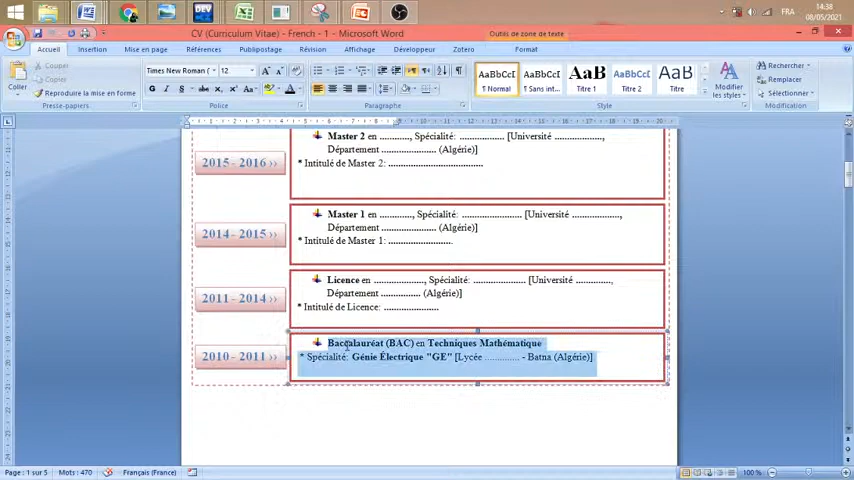 14:38
FRA
08/05/2021
CV (Curriculum Vitae) - French - 1 - Microsoft Word
Outils de zone de texte
Accueil Insertion Mise en page Références Publipostage Révision Affichage Développeur Zotero Format
Couper
Copier
Reproduire la mise en forme
Coller
Presse-papiers
Times New Roman (
12
G I S
Police
Paragraphe
AaBbCcI AaBbCcI AaB AaBbCcI AaB
¶ Normal ¶ Sans int... Titre 1 Titre 2 Titre
Style
Modifier
les styles
Rechercher
Remplacer
Sélectionner
Modification
2015 - 2016 ››
Master 2 en ............, Spécialité: ................. [Université ..................,
Département .................... (Algérie)]
* Intitulé de Master 2: ...................................
2014 - 2015 ››
Master 1 en ............, Spécialité: ...................... [Université ..................,
Département .................... (Algérie)]
* Intitulé de Master 1: ........................
2011 - 2014 ››
Licence en ...................., Spécialité: ................... [Université .............,
Département ............... (Algérie)]
* Intitulé de Licence: ....................
2010 - 2011 ››
Baccalauréat (BAC) en Techniques Mathématique
* Spécialité: Génie Électrique "GE" [Lycée .............. - Batna (Algérie)]
Page : 1 sur 5 Mots : 470 Français (France)
100 %